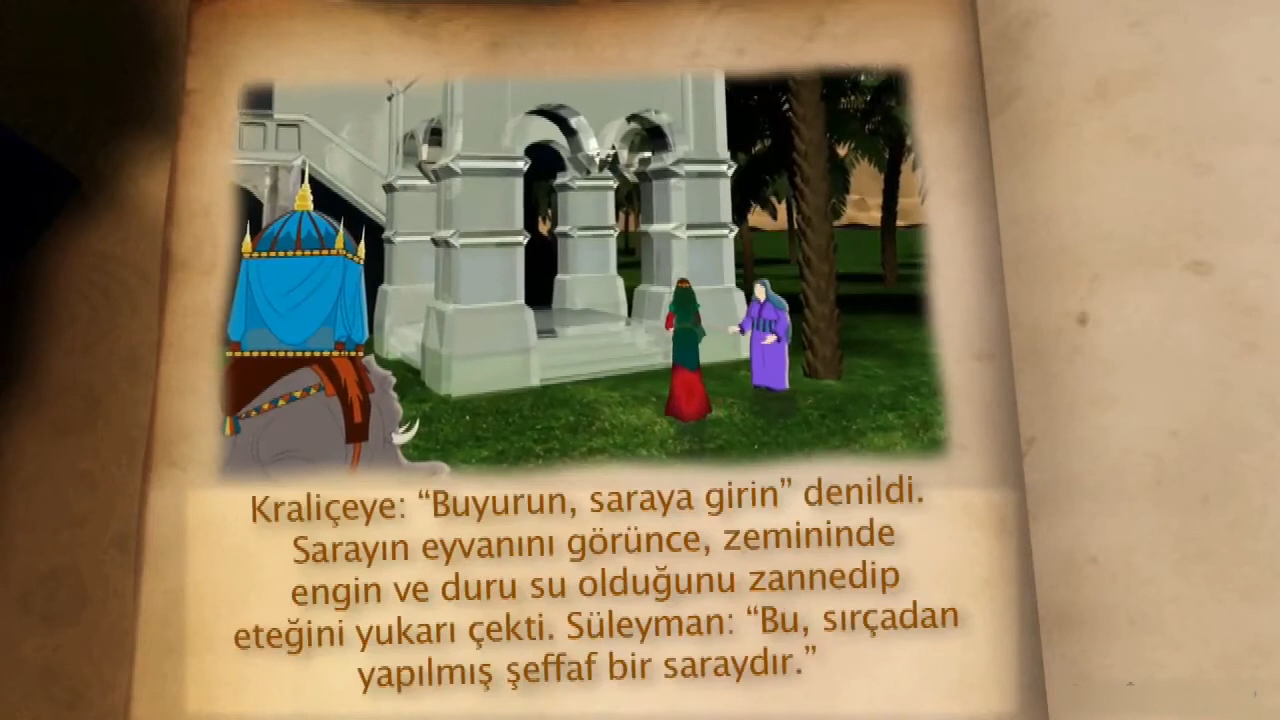 Kraliçeye: “Buyurun, saraya girin” denildi.
Sarayın eyvanını görünce, zemininde
engin ve duru su olduğunu zannedip
eteğini yukarı çekti. Süleyman: “Bu, sırçadan
yapılmış şeffaf bir saraydır.”